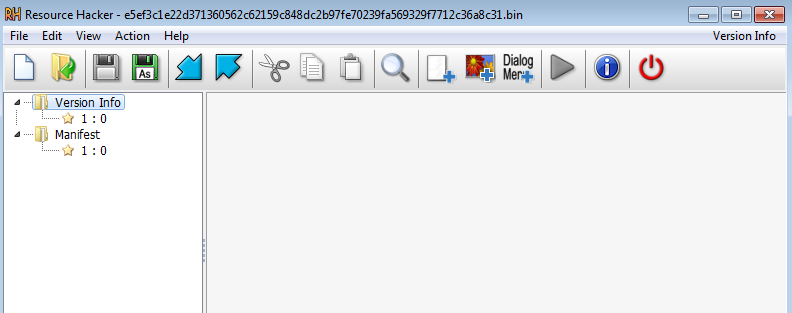 RH Resource Hacker - e5ef3c1e22d371360562c62159c848dc2b97fe70239fa569329f7712c36a8c31.bin
File Edit View Action Help Version Info
As Dialog
Men
Version Info
1 : 0
Manifest
1 : 0